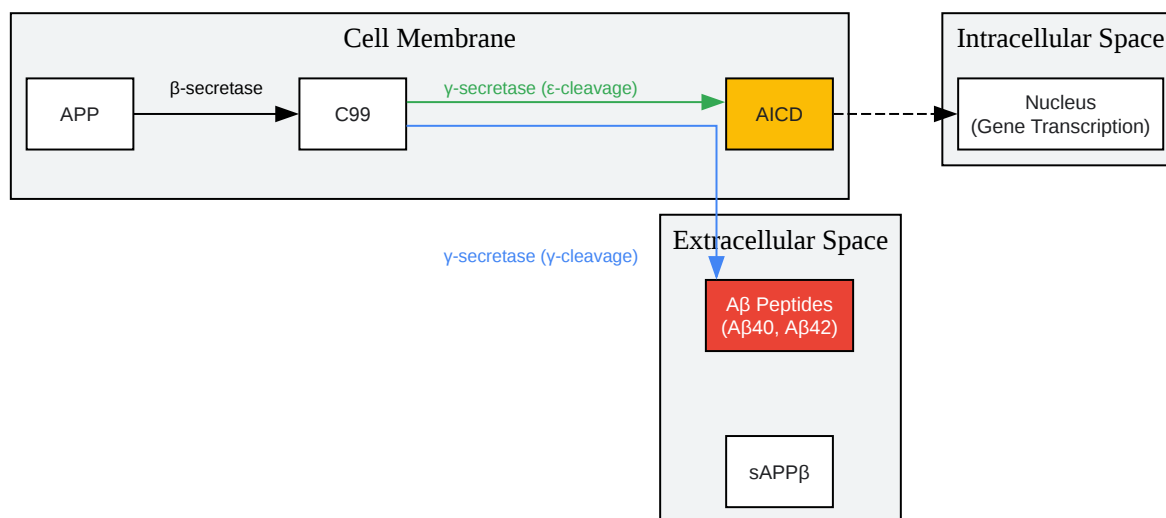 Cell Membrane
Intracellular Space
APP
β-secretase
C99
γ-secretase (ε-cleavage)
AICD
Nucleus
(Gene Transcription)
Extracellular Space
γ-secretase (γ-cleavage)
Aβ Peptides
(Aβ40, Aβ42)
sAPPβ